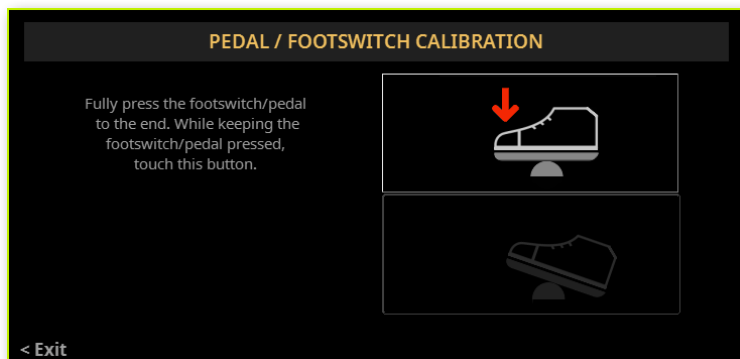 PEDAL / FOOTSWITCH CALIBRATION
Fully press the footswitch/pedal
to the end. While keeping the
footswitch/pedal pressed,
touch this button.
< Exit